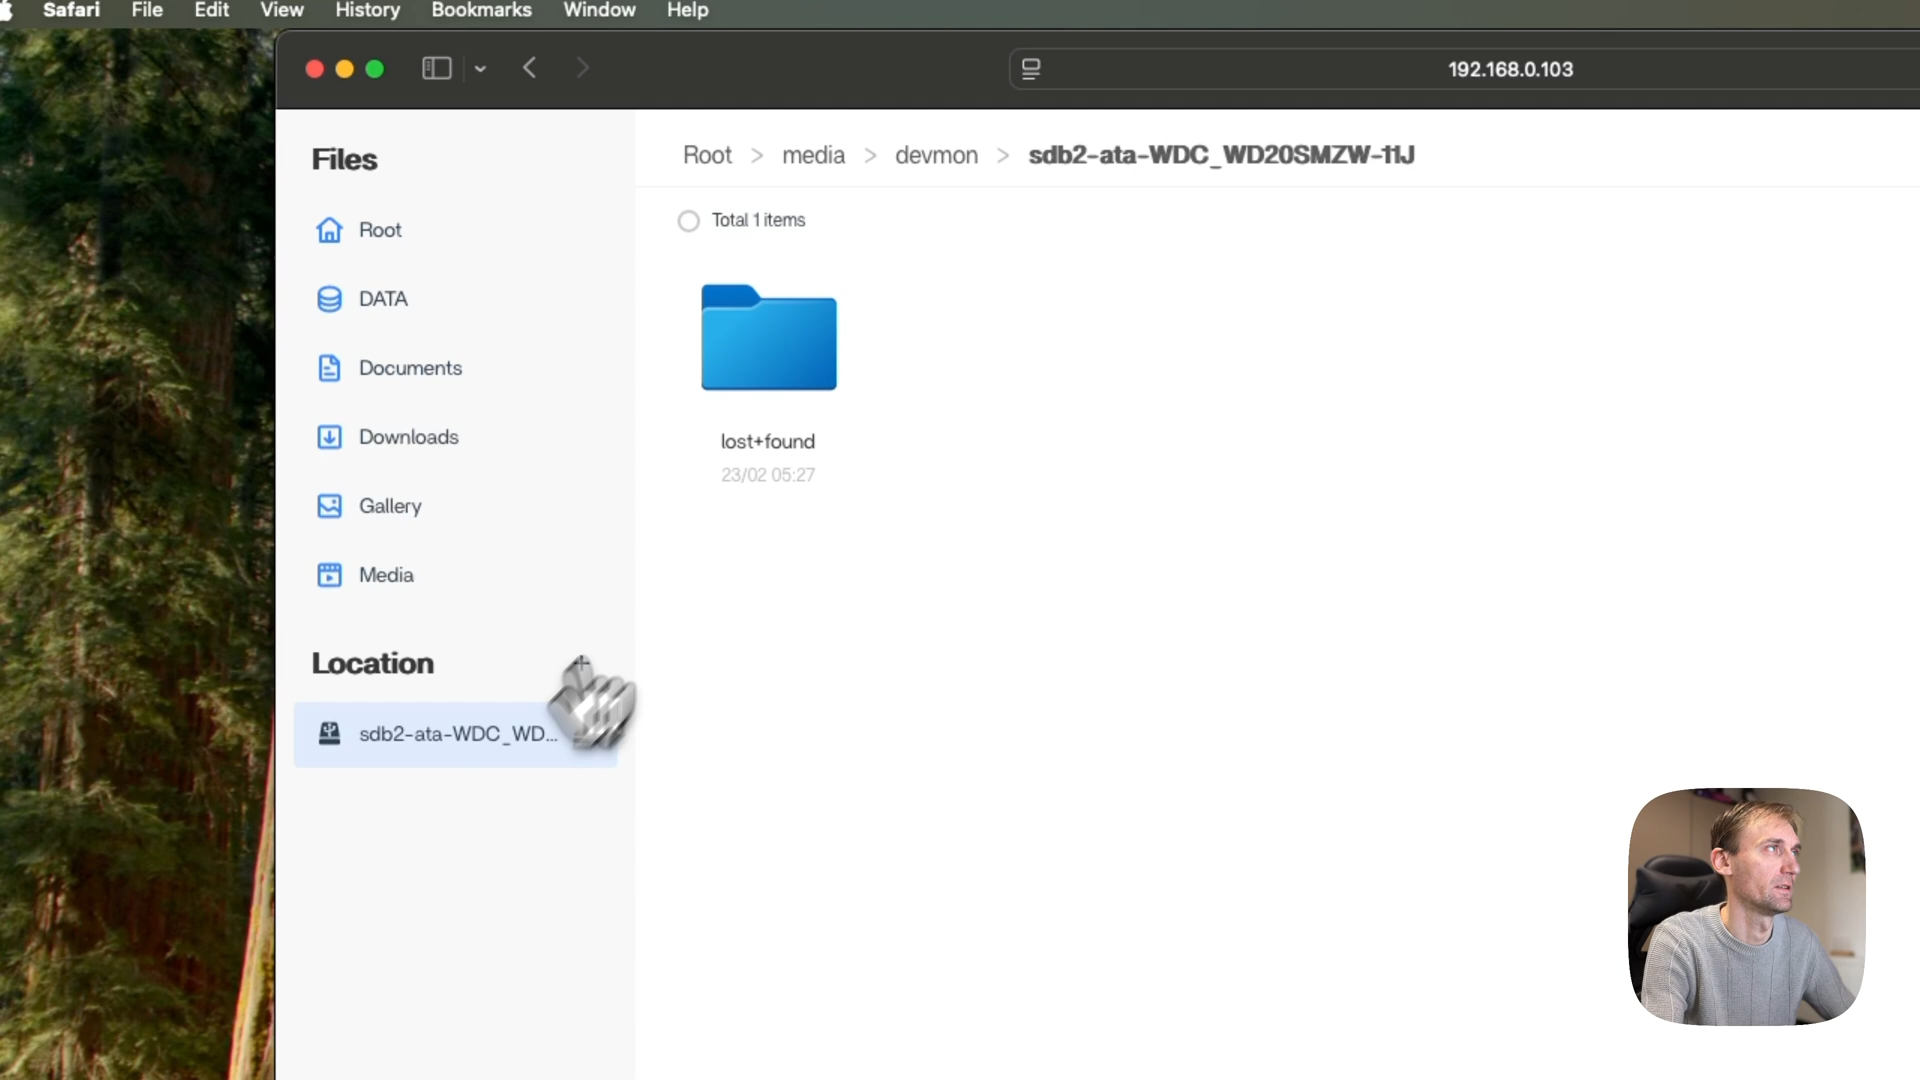 Safari File Edit View History Bookmarks Window Help
192.168.0.103
Files
Root
DATA
Documents
Downloads
Gallery
Media
Location
sdb2-ata-WDC_WD...
Root > media > devmon > sdb2-ata-WDC_WD20SMZW-11J
Total 1 items
lost+found
23/02 05:27